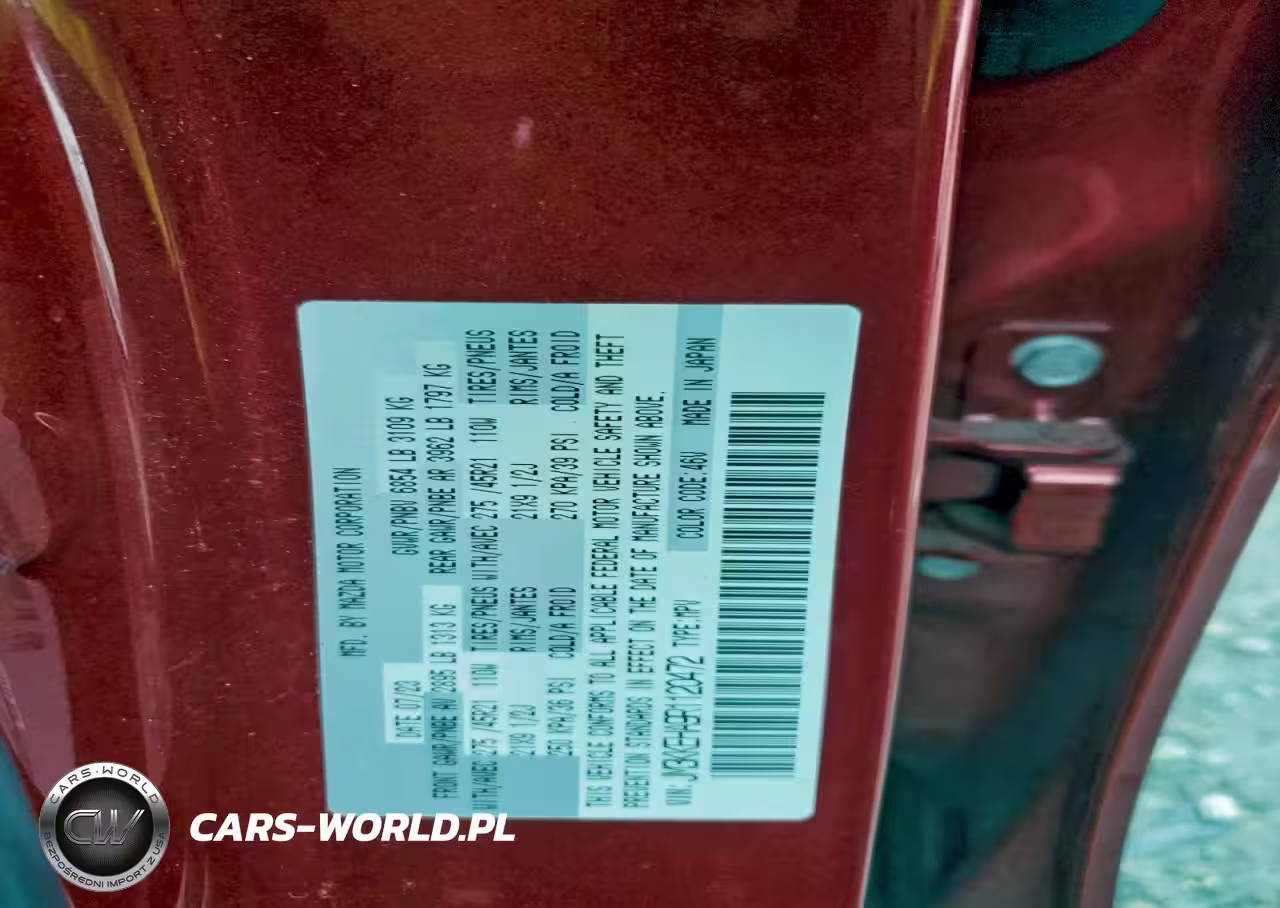 MFD. BY MAZDA MOTOR CORPORATION
DATE 07/23 GVWR/PNBV 6854 LB 3109 KG
FRONT GAWR/PNBE AV 2895 LB 1313 KG REAR GAWR/PNBE AR 3962 LB 1797 KG
WITH/AVEC 275 /45R21 110W TIRES/PNEUS WITH/AVEC 275 /45R21 110W TIRES/PNEUS
21X9 1/2J RIMS/JANTES 21X9 1/2J RIMS/JANTES
250 KPA/36 PSI COLD/A FROID 270 KPA/39 PSI . COLD/A FROID
THIS VEHICLE CONFORMS TO ALL APPLICABLE FEDERAL MOTOR VEHICLE SAFETY AND THEFT
PREVENTION STANDARDS IN EFFECT ON THE DATE OF MANUFACTURE SHOWN ABOVE.
VIN: TYPE:MPV COLOR CODE:46V MADE IN JAPAN
CARS-WORLD
CW
BEZPOŚREDNI IMPORT Z USA
CARS-WORLD.PL